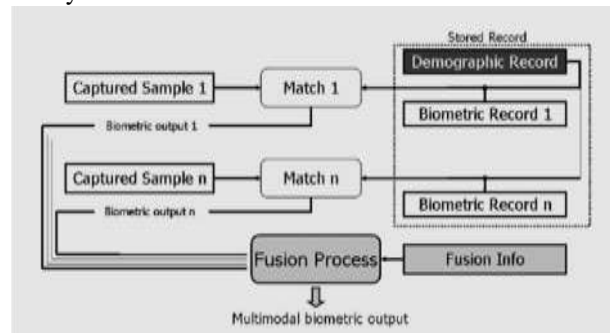 Stored Record
Demographic Record
Captured Sample 1
Match 1
Biometric Record 1
Biometric output 1
Captured Sample n
Match n
Biometric Record n
Biometric output n
Fusion Process
Fusion Info
Multimodal biometric output